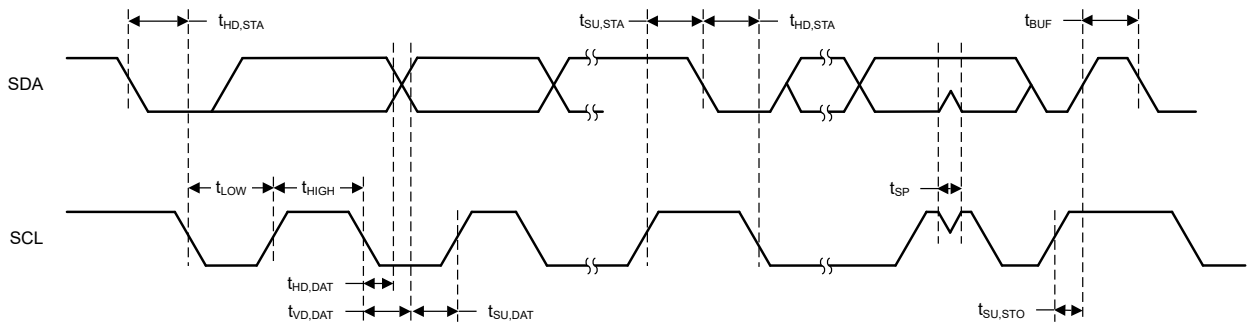 tHD,STA
tSU,STA
tHD,STA
tBUF
SDA
tLOW
tHIGH
tSP
SCL
tHD,DAT
tVD,DAT
tSU,DAT
tSU,STO